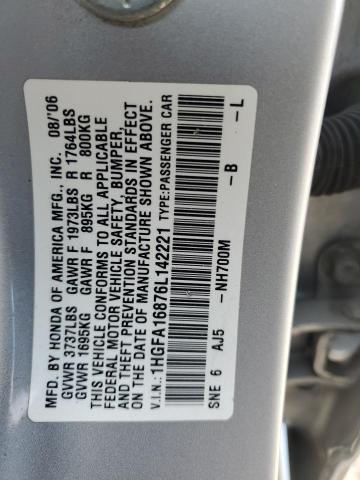 MFD. BY HONDA OF AMERICA MFG., INC. 08/'06
GVWR 3737LBS GAWR F 1973LBS R 1764LBS
GVWR 1695KG GAWR F 895KG R 800KG
THIS VEHICLE CONFORMS TO ALL APPLICABLE
FEDERAL MOTOR VEHICLE SAFETY, BUMPER,
AND THEFT PREVENTION STANDARDS IN EFFECT
ON THE DATE OF MANUFACTURE SHOWN ABOVE.
V.I.N.: 1HGFA16876L142221 TYPE:PASSENGER CAR
SNE 6 AJ5 -NH700M -B -L